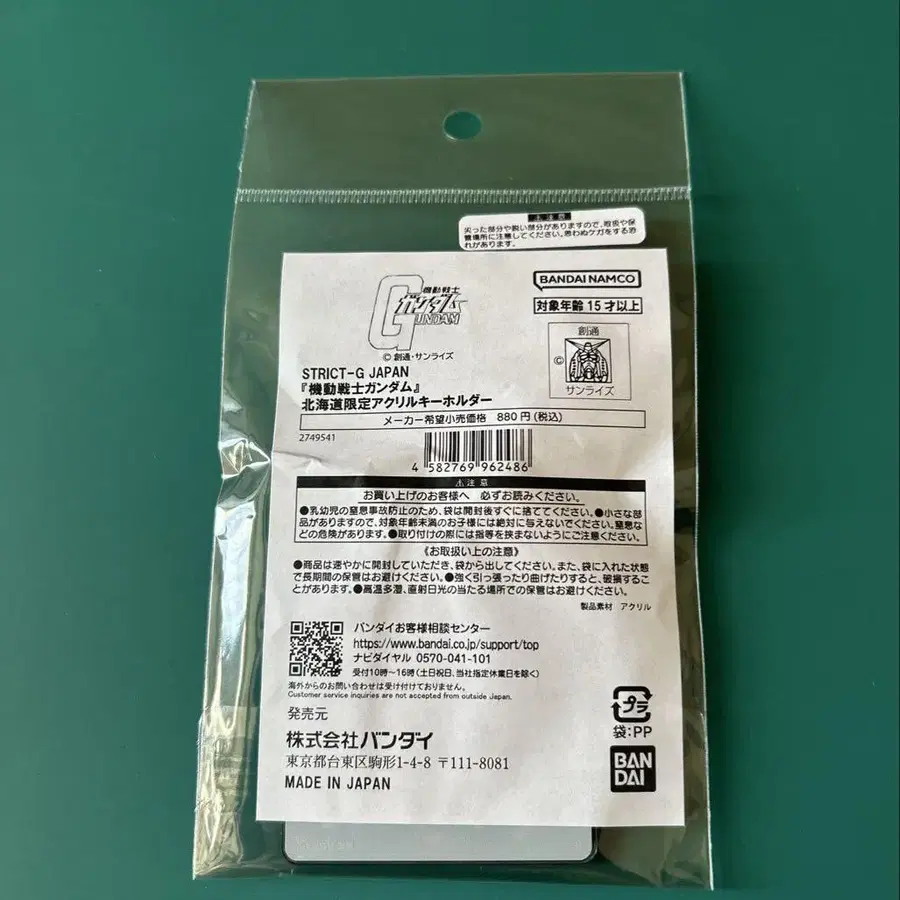 ⚠注意
尖った部分や鋭い部分がありますので、取扱や保
管場所に注意してください。思わぬケガをする恐
れがあります。
機動戦士
ガンダム
GUNDAM
© 創通・サンライズ
BANDAI NAMCO
対象年齢 15才以上
創通
©
サンライズ
STRICT-G JAPAN
『機動戦士ガンダム』
北海道限定アクリルキーホルダー
メーカー希望小売価格 880円(税込)
2749541
4 582769 962486
⚠注意
お買い上げのお客様へ 必ずお読みください。
●乳幼児の窒息事故防止のため、袋は開封後すぐに捨ててください。●小さな部
品がありますので、対象年齢未満のお子様には絶対に与えないでください。窒息な
どの危険があります。●取り付けの際には指等を挟まないようにご注意ください。
《お取扱い上の注意》
●商品は速やかに開封していただき、袋から出してください。また、袋に入れた状態
で長期間の保管はお避けください。●強く引っ張ったり曲げたりすると、破損するこ
とがあります。●高温多湿、直射日光の当たる場所での保管はお避けください。
製品素材 アクリル
バンダイお客様相談センター
https://www.bandai.co.jp/support/top
ナビダイヤル 0570-041-101
受付10時～16時(土日祝日、当社指定休業日を除く)
海外からのお問い合わせは受け付けておりません。
Customer service inquiries are not accepted from outside Japan.
発売元
株式会社バンダイ
東京都台東区駒形1-4-8 〒111-8081
MADE IN JAPAN
プラ
袋:PP
BAN
DAI